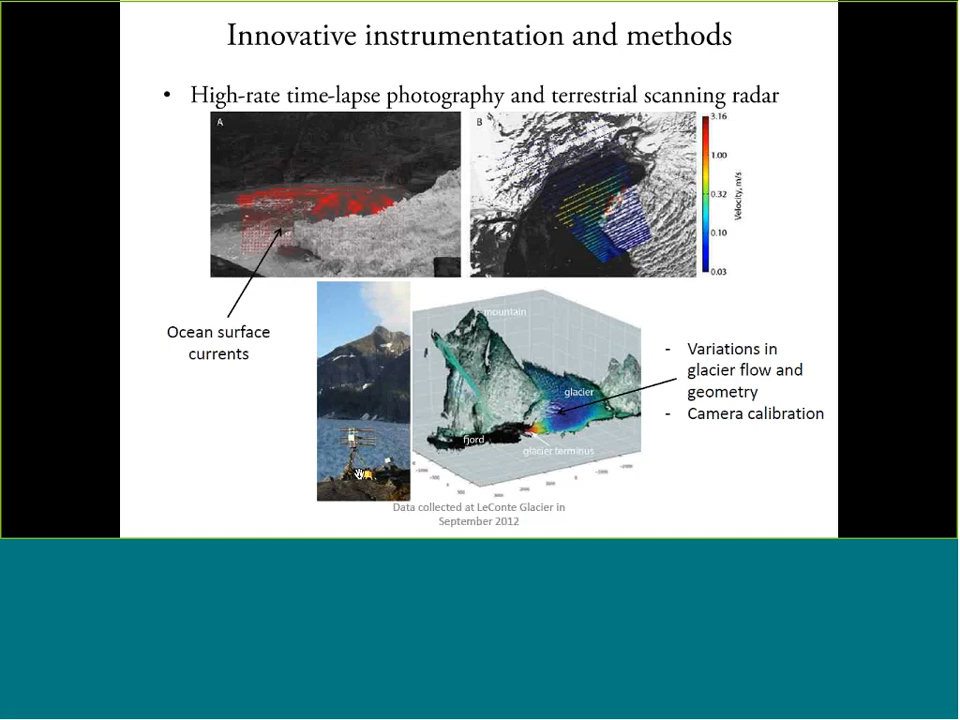 Innovative instrumentation and methods
• High-rate time-lapse photography and terrestrial scanning radar
A
B
3.16
1.00
0.32
0.10
0.03
Velocity, m/s
Ocean surface
currents
mountain
glacier
fjord
glacier terminus
- Variations in
glacier flow and
geometry
- Camera calibration
Data collected at LeConte Glacier in
September 2012